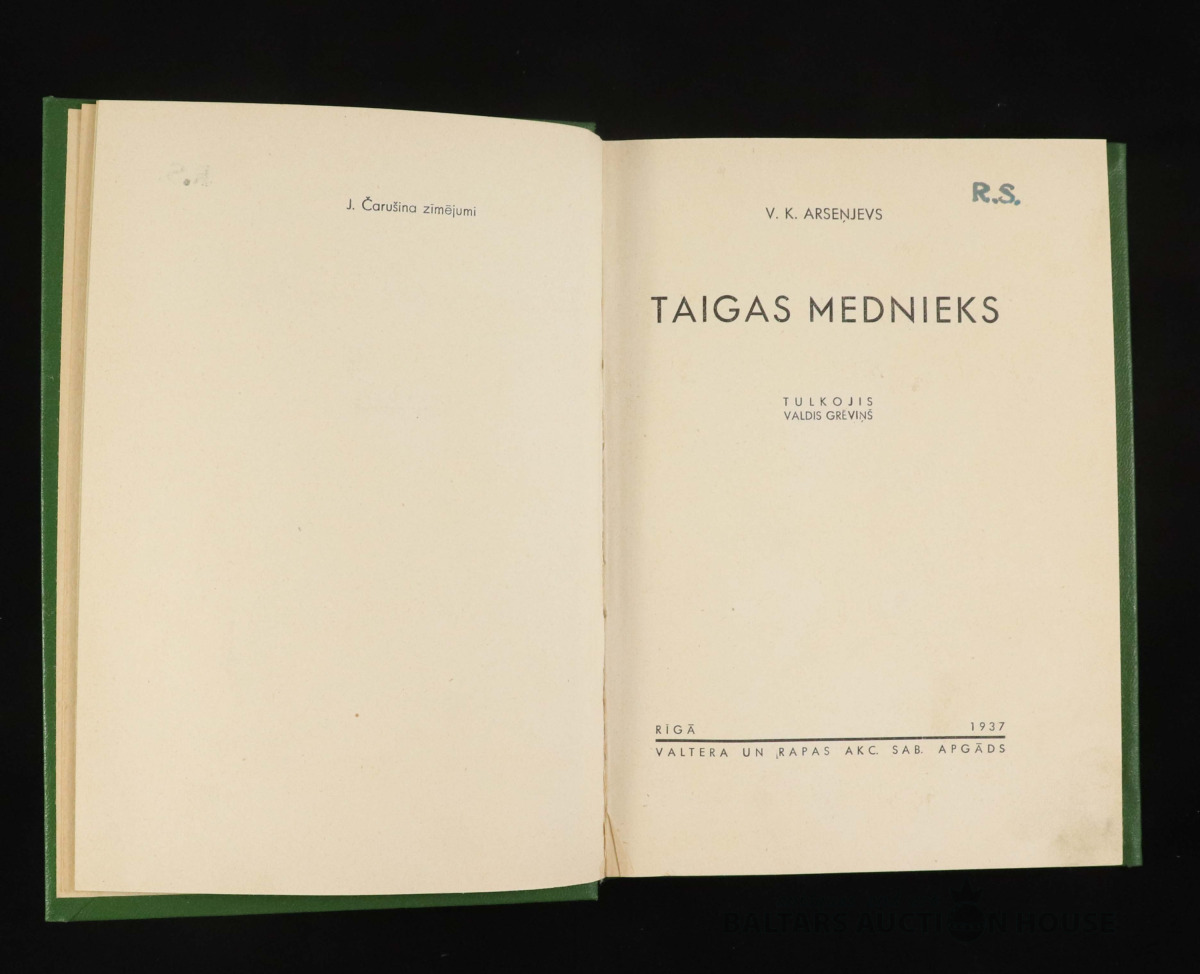 J. Čarušina zīmējumi
R.S.
V. K. ARSEŅJEVS
TAIGAS MEDNIEKS
TULKOJIS
VALDIS GRĒVIŅŠ
RĪGĀ 1937
VALTERA UN RAPAS AKC. SAB. APGĀDS
BALTARS AUCTION HOUSE